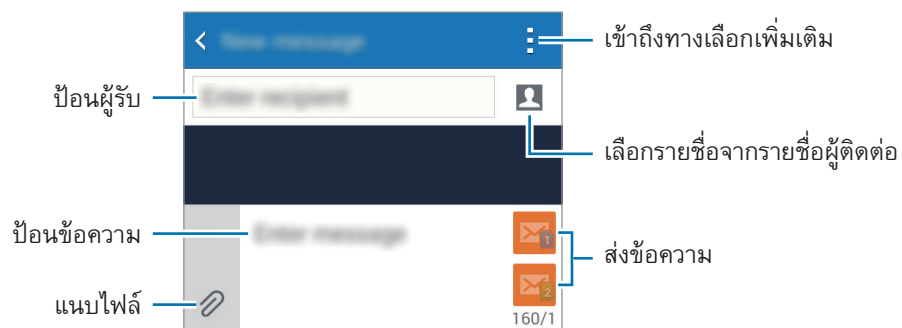 New message
เข้าถึงทางเลือกเพิ่มเติม
ป้อนผู้รับ
Enter recipient
เลือกรายชื่อจากรายชื่อผู้ติดต่อ
ป้อนข้อความ
Enter message
1
ส่งข้อความ
2
แนบไฟล์
160/1